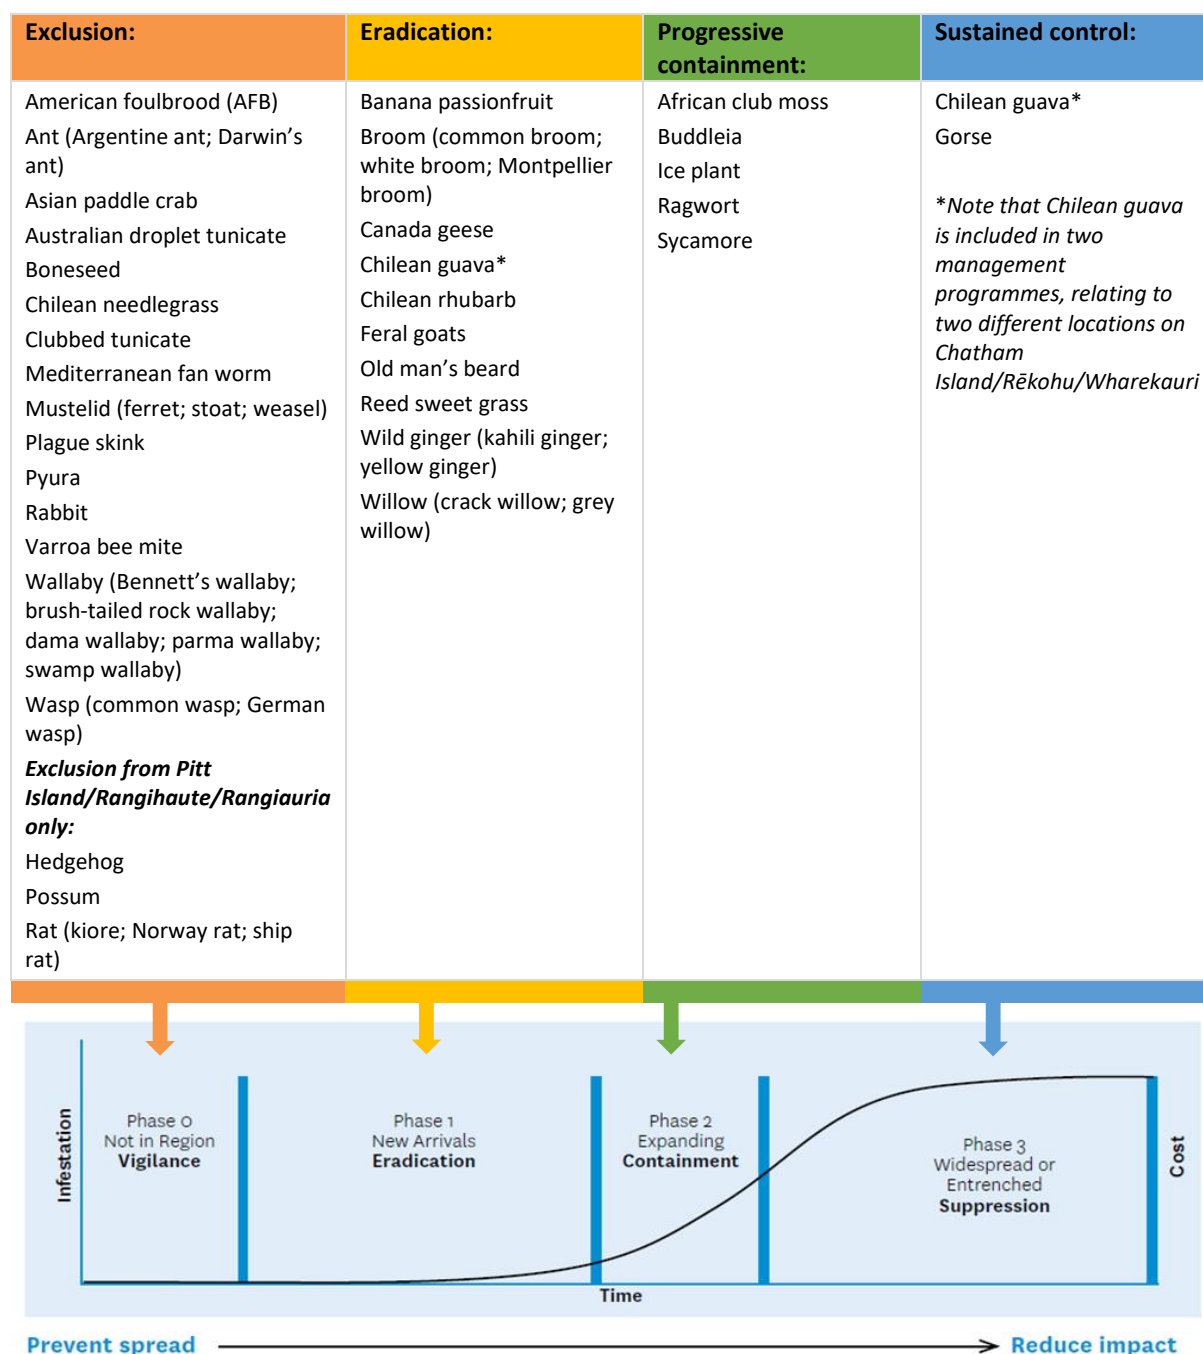 Exclusion:
American foulbrood (AFB)
Ant (Argentine ant; Darwin’s
ant)
Asian paddle crab
Australian droplet tunicate
Boneseed
Chilean needlegrass
Clubbed tunicate
Mediterranean fan worm
Mustelid (ferret; stoat; weasel)
Plague skink
Pyura
Rabbit
Varroa bee mite
Wallaby (Bennett’s wallaby;
brush-tailed rock wallaby;
dama wallaby; parma wallaby;
swamp wallaby)
Wasp (common wasp; German
wasp)
Exclusion from Pitt
Island/Rangihaute/Rangiauria
only:
Hedgehog
Possum
Rat (kiore; Norway rat; ship
rat)
Eradication:
Banana passionfruit
Broom (common broom;
white broom; Montpellier
broom)
Canada geese
Chilean guava*
Chilean rhubarb
Feral goats
Old man’s beard
Reed sweet grass
Wild ginger (kahili ginger;
yellow ginger)
Willow (crack willow; grey
willow)
Progressive
containment:
African club moss
Buddleia
Ice plant
Ragwort
Sycamore
Sustained control:
Chilean guava*
Gorse
*Note that Chilean guava
is included in two
management
programmes, relating to
two different locations on
Chatham
Island/Rēkohu/Wharekauri
Infestation
Phase 0
Not in Region
Vigilance
Phase 1
New Arrivals
Eradication
Phase 2
Expanding
Containment
Phase 3
Widespread or
Entrenched
Suppression
Cost
Time
Prevent spread
Reduce impact